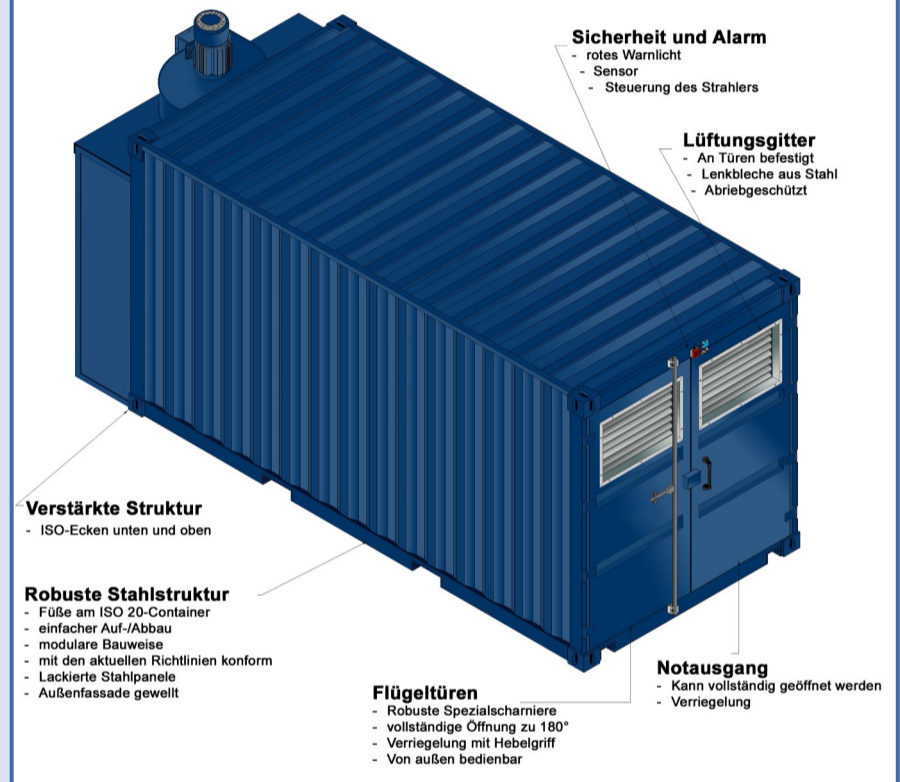 Sicherheit und Alarm
- rotes Warnlicht
- Sensor
- Steuerung des Strahlers
Lüftungsgitter
- An Türen befestigt
- Lenkbleche aus Stahl
- Abriebgeschützt
Verstärkte Struktur
- ISO-Ecken unten und oben
Robuste Stahlstruktur
- Füße am ISO 20-Container
- einfacher Auf-/Abbau
- modulare Bauweise
- mit den aktuellen Richtlinien konform
- Lackierte Stahlpanele
- Außenfassade gewellt
Flügeltüren
- Robuste Spezialscharniere
- vollständige Öffnung zu 180°
- Verriegelung mit Hebelgriff
- Von außen bedienbar
Notausgang
- Kann vollständig geöffnet werden
- Verriegelung